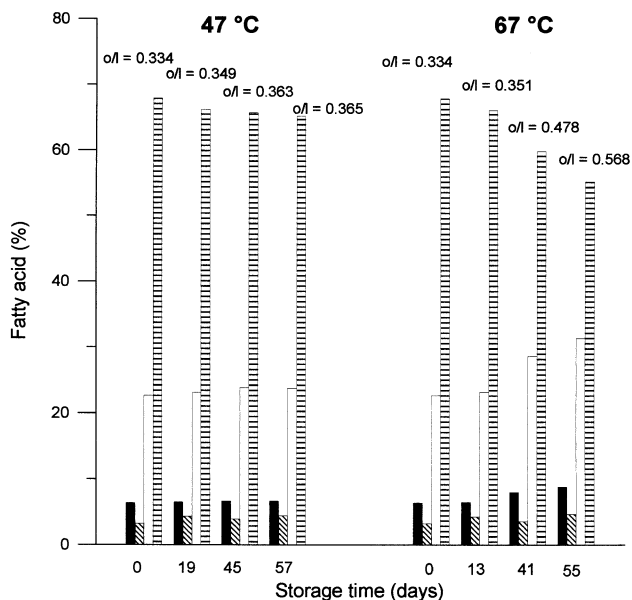 80
47 °C
67 °C
o/l = 0.334
o/l = 0.349
o/l = 0.363
o/l = 0.365
o/l = 0.334
o/l = 0.351
o/l = 0.478
o/l = 0.568
60
40
20
0
Fatty acid (%)
0 19 45 57 0 13 41 55
Storage time (days)